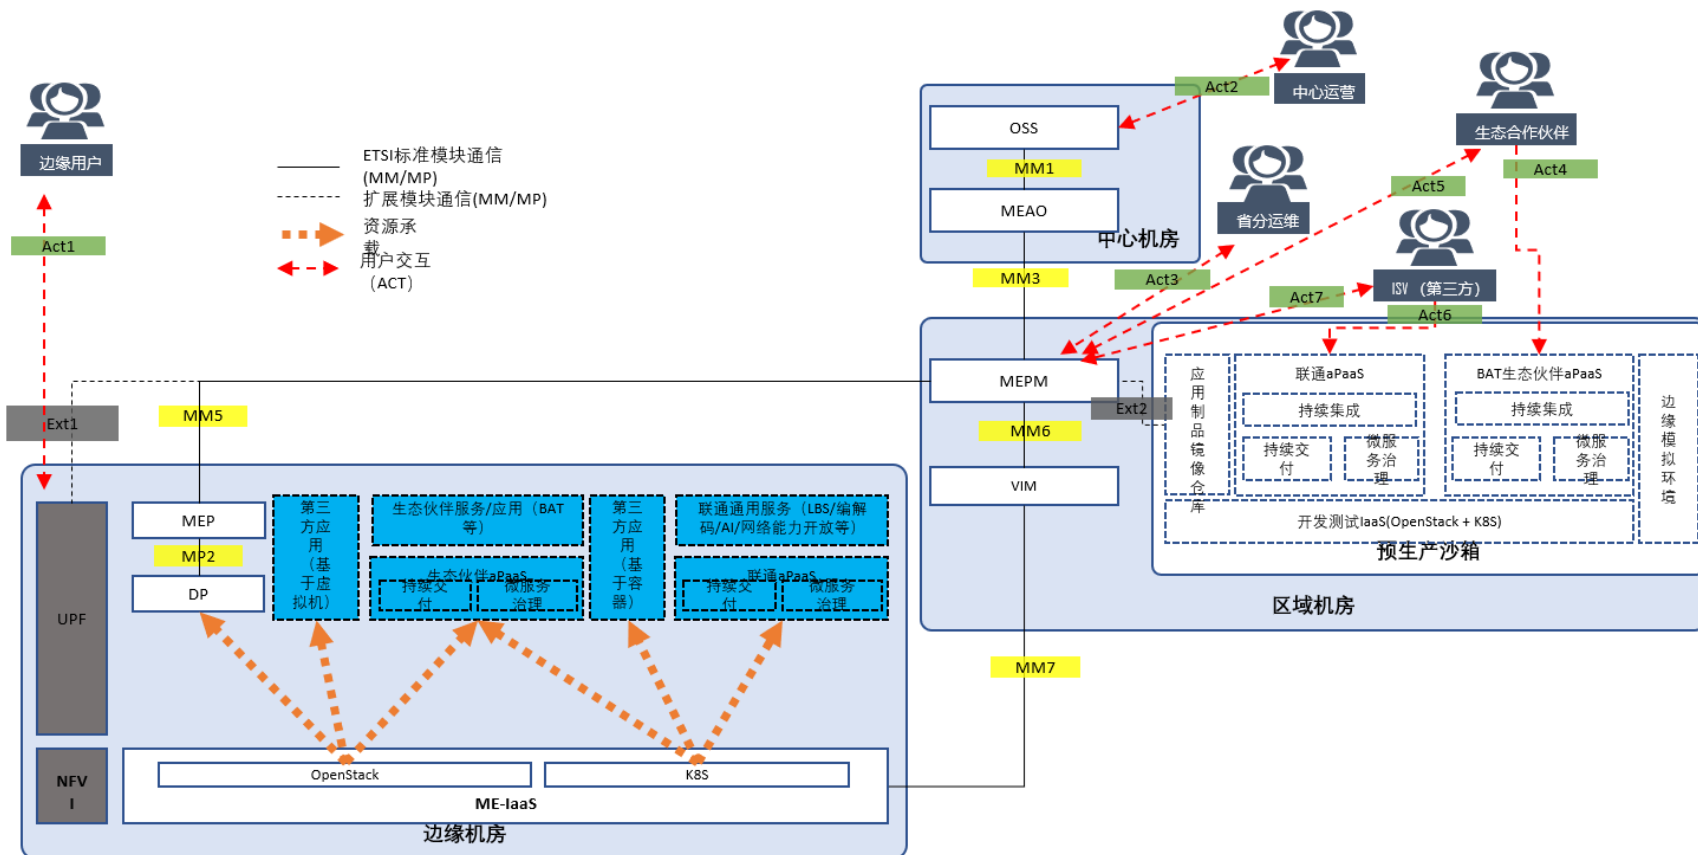 中心运营
Act2
生态合作伙伴
OSS
边缘用户
ETSI标准模块通信
(MM/MP)
MM1
Act4
扩展模块通信(MM/MP)
Act5
MEAO
省分运维
资源承
载
中心机房
Act1
用户交互
（ACT）
MM3
Act3
ISV （第三方）
Act7
Act6
MEPM
应用制品镜像仓库
联通aPaaS
BAT生态伙伴aPaaS
边缘模拟环境
Ext2
持续集成
持续集成
Ext1
MM5
MM6
持续交
付
微服
务治理
持续交
付
微服
务治理
VIM
开发测试IaaS(OpenStack + K8S)
预生产沙箱
区域机房
MEP
第三
方应
用
（基
于虚
拟机）
生态伙伴服务/应用（BAT
等）
第三
方应
用
（基
于容
器）
联通通用服务（LBS/编解
码/AI/网络能力开放等）
MP2
生态伙伴aPaaS
联通aPaaS
DP
持续交
付
微服务
治理
持续交
付
微服务
治理
UPF
MM7
NFV
I
OpenStack
K8S
ME-IaaS
边缘机房